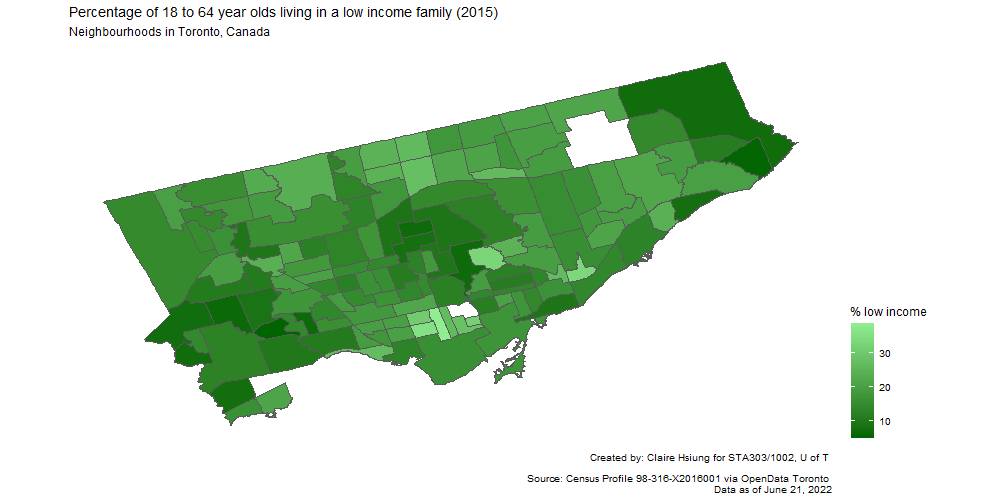 Percentage of 18 to 64 year olds living in a low income family (2015)
Neighbourhoods in Toronto, Canada
% low income
30
20
10
Created by: Claire Hsiung for STA303/1002, U of T
Source: Census Profile 98-316-X2016001 via OpenData Toronto
Data as of June 21, 2022